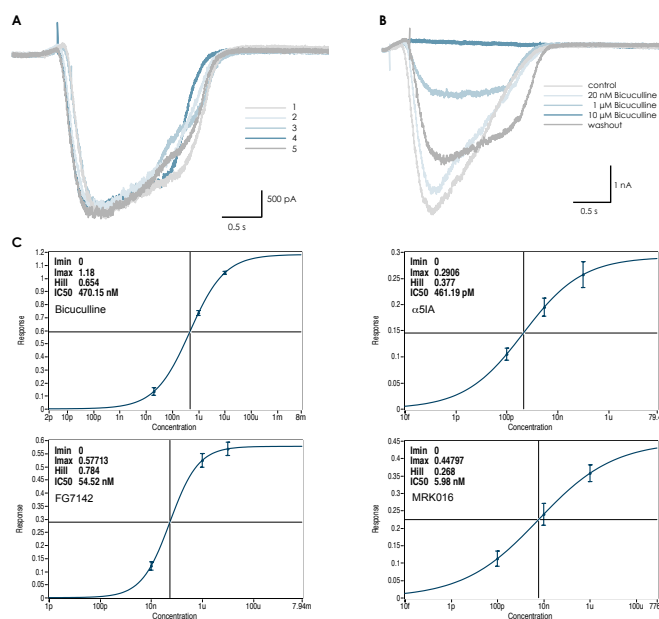 A
1
2
3
4
5
500 pA
0.5 s
B
control
20 nM Bicuculline
1 µM Bicuculline
10 µM Bicuculline
washout
1 nA
0.5 s
C
Imin 0
Imax 1.18
Hill 0.654
IC50 470.15 nM
Bicuculline
Response
1.2
1.1
1
0.9
0.8
0.7
0.6
0.5
0.4
0.3
0.2
0.1
0
2p 10p 100p 1n 10n 100n 1u 10u 100u 1m 8m
Concentration
Imin 0
Imax 0.2906
Hill 0.377
IC50 461.19 pM
α5IA
Response
0.3
0.25
0.2
0.15
0.1
0.05
0
10f 1p 100p 10n 1u 79.
Concentration
Imin 0
Imax 0.57713
Hill 0.784
IC50 54.52 nM
FG7142
Response
0.6
0.55
0.5
0.45
0.4
0.35
0.3
0.25
0.2
0.15
0.1
0.05
0
1p 100p 10n 1u 100u 7.94m
Concentration
Imin 0
Imax 0.44797
Hill 0.268
IC50 5.98 nM
MRK016
Response
0.45
0.4
0.35
0.3
0.25
0.2
0.15
0.1
0.05
0
10f 1p 100p 10n 1u 100u
Concentration